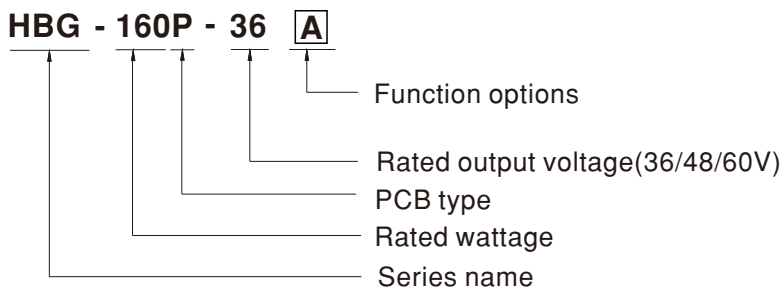 HBG - 160P - 36 A
Function options
Rated output voltage(36/48/60V)
PCB type
Rated wattage
Series name